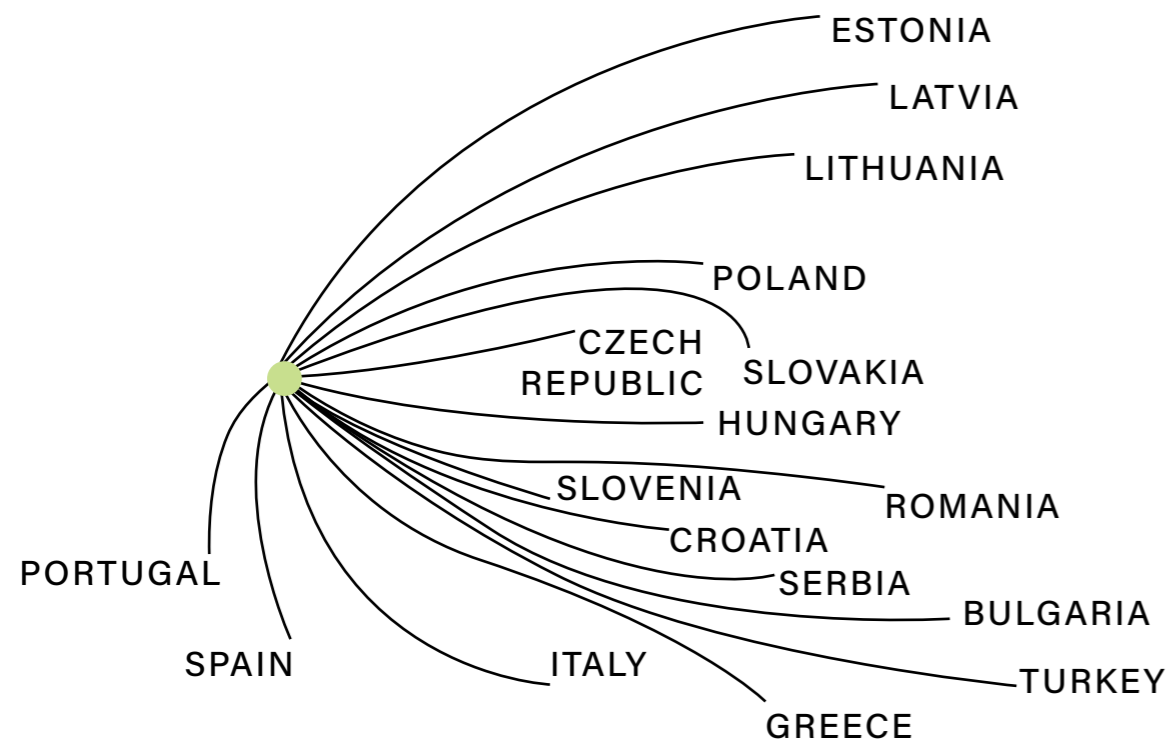 ESTONIA
LATVIA
LITHUANIA
POLAND
CZECH
REPUBLIC
SLOVAKIA
HUNGARY
SLOVENIA
ROMANIA
CROATIA
PORTUGAL
SERBIA
BULGARIA
SPAIN
ITALY
TURKEY
GREECE